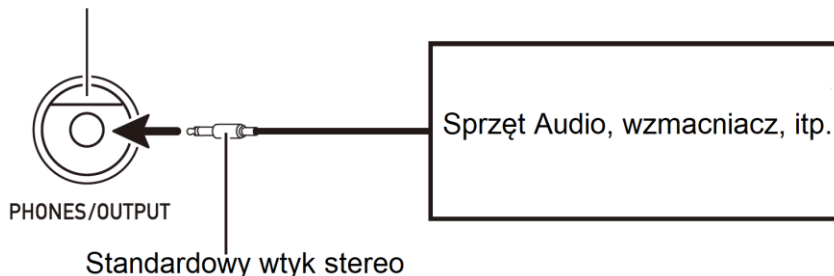 Sprzęt Audio, wzmacniacz, itp.
PHONES/OUTPUT
Standardowy wtyk stereo